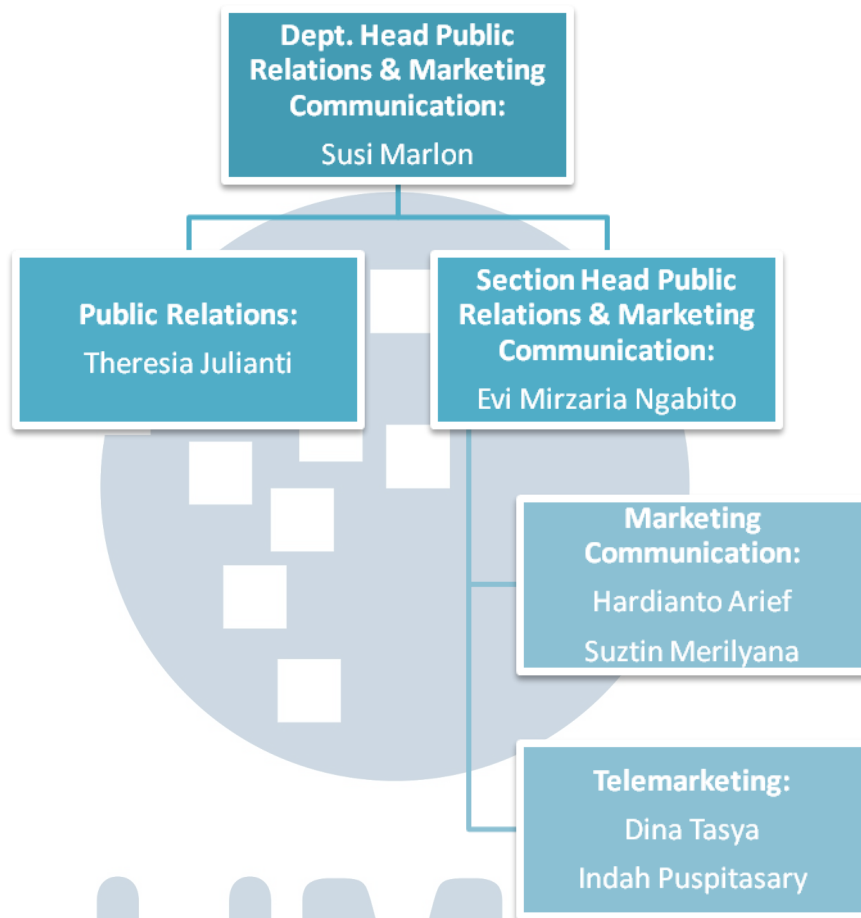 Dept. Head Public
Relations & Marketing
Communication:
Susi Marlon
Public Relations:
Theresia Julianti
Section Head Public
Relations & Marketing
Communication:
Evi Mirzaria Ngabito
Marketing
Communication:
Hardianto Arief
Suztin Merilyana
Telemarketing:
Dina Tasya
Indah Puspitasary